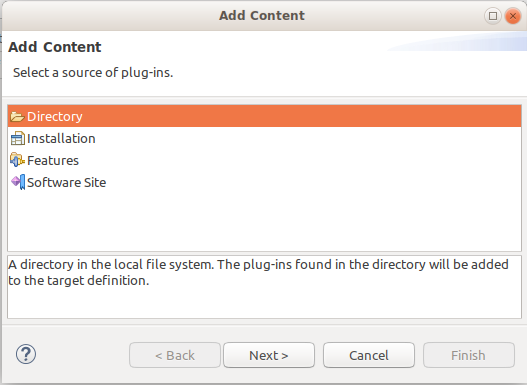 Add Content
Add Content
Select a source of plug-ins.
Directory
Installation
Features
Software Site
A directory in the local file system. The plug-ins found in the directory will be added
to the target definition.
?
< Back
Next >
Cancel
Finish